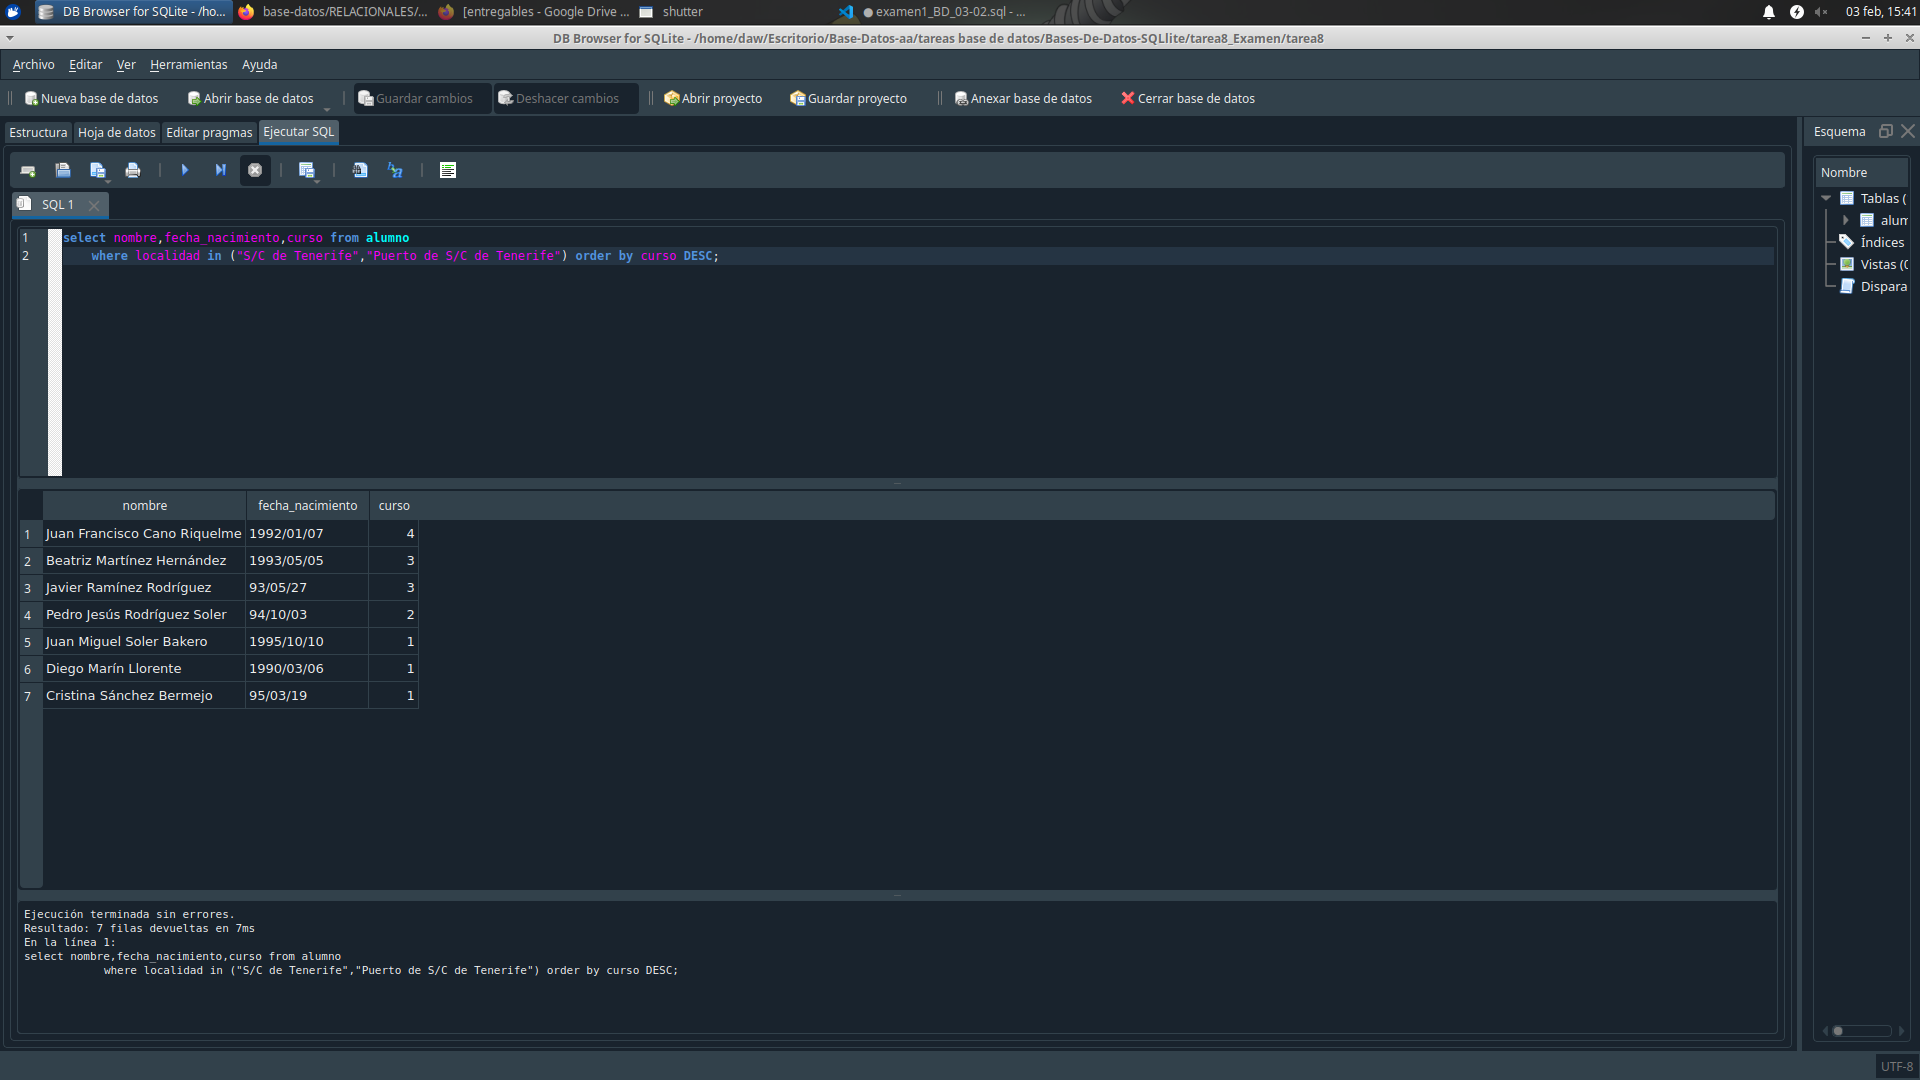 DB Browser for SQLite - /ho...
base-datos/RELACIONALES/...
[entregables - Google Drive ...
shutter
examen1_BD_03-02.sql - ...
03 feb, 15:41
DB Browser for SQLite - /home/daw/Escritorio/Base-Datos-aa/tareas base de datos/Bases-De-Datos-SQLlite/tarea8_Examen/tarea8
Archivo Editar Ver Herramientas Ayuda
Nueva base de datos Abrir base de datos Guardar cambios Deshacer cambios Abrir proyecto Guardar proyecto Anexar base de datos Cerrar base de datos
Estructura Hoja de datos Editar pragmas Ejecutar SQL
Esquema
Nombre
Tablas (
alum
Índices
Vistas (0
Dispara
SQL 1
1 select nombre,fecha_nacimiento,curso from alumno
2 where localidad in ("S/C de Tenerife","Puerto de S/C de Tenerife") order by curso DESC;
nombre fecha_nacimiento curso
1 Juan Francisco Cano Riquelme 1992/01/07 4
2 Beatriz Martínez Hernández 1993/05/05 3
3 Javier Ramínez Rodríguez 93/05/27 3
4 Pedro Jesús Rodríguez Soler 94/10/03 2
5 Juan Miguel Soler Bakero 1995/10/10 1
6 Diego Marín Llorente 1990/03/06 1
7 Cristina Sánchez Bermejo 95/03/19 1
Ejecución terminada sin errores.
Resultado: 7 filas devueltas en 7ms
En la línea 1:
select nombre,fecha_nacimiento,curso from alumno
where localidad in ("S/C de Tenerife","Puerto de S/C de Tenerife") order by curso DESC;
UTF-8